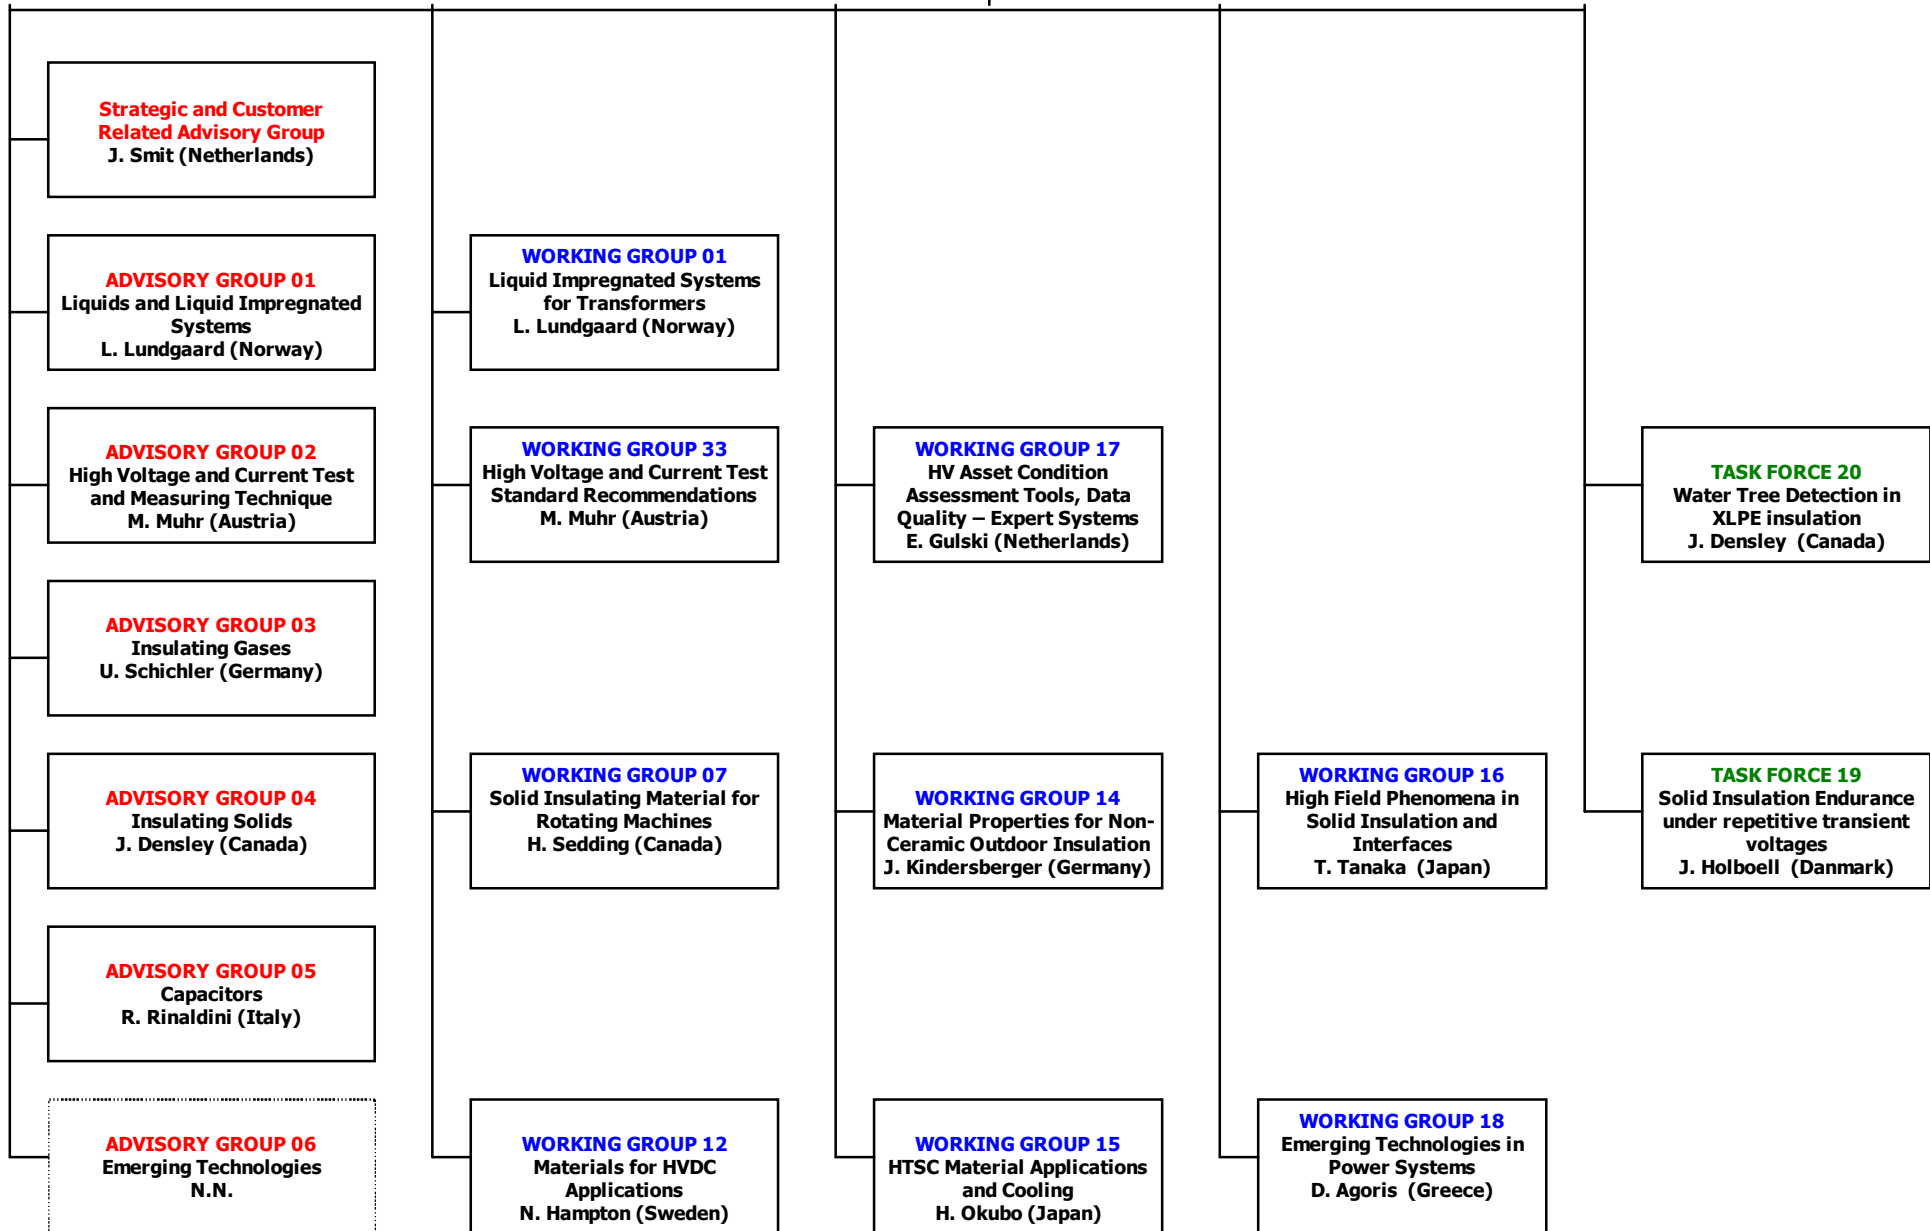 Strategic and Customer
Related Advisory Group
J. Smit (Netherlands)
ADVISORY GROUP 01
Liquids and Liquid Impregnated
Systems
L. Lundgaard (Norway)
ADVISORY GROUP 02
High Voltage and Current Test
and Measuring Technique
M. Muhr (Austria)
ADVISORY GROUP 03
Insulating Gases
U. Schichler (Germany)
ADVISORY GROUP 04
Insulating Solids
J. Densley (Canada)
ADVISORY GROUP 05
Capacitors
R. Rinaldini (Italy)
ADVISORY GROUP 06
Emerging Technologies
N.N.
WORKING GROUP 01
Liquid Impregnated Systems
for Transformers
L. Lundgaard (Norway)
WORKING GROUP 33
High Voltage and Current Test
Standard Recommendations
M. Muhr (Austria)
WORKING GROUP 07
Solid Insulating Material for
Rotating Machines
H. Sedding (Canada)
WORKING GROUP 12
Materials for HVDC
Applications
N. Hampton (Sweden)
WORKING GROUP 17
HV Asset Condition
Assessment Tools, Data
Quality – Expert Systems
E. Gulski (Netherlands)
WORKING GROUP 14
Material Properties for Non-
Ceramic Outdoor Insulation
J. Kindersberger (Germany)
WORKING GROUP 15
HTSC Material Applications
and Cooling
H. Okubo (Japan)
WORKING GROUP 16
High Field Phenomena in
Solid Insulation and
Interfaces
T. Tanaka (Japan)
WORKING GROUP 18
Emerging Technologies in
Power Systems
D. Agoris (Greece)
TASK FORCE 20
Water Tree Detection in
XLPE insulation
J. Densley (Canada)
TASK FORCE 19
Solid Insulation Endurance
under repetitive transient
voltages
J. Holboell (Danmark)